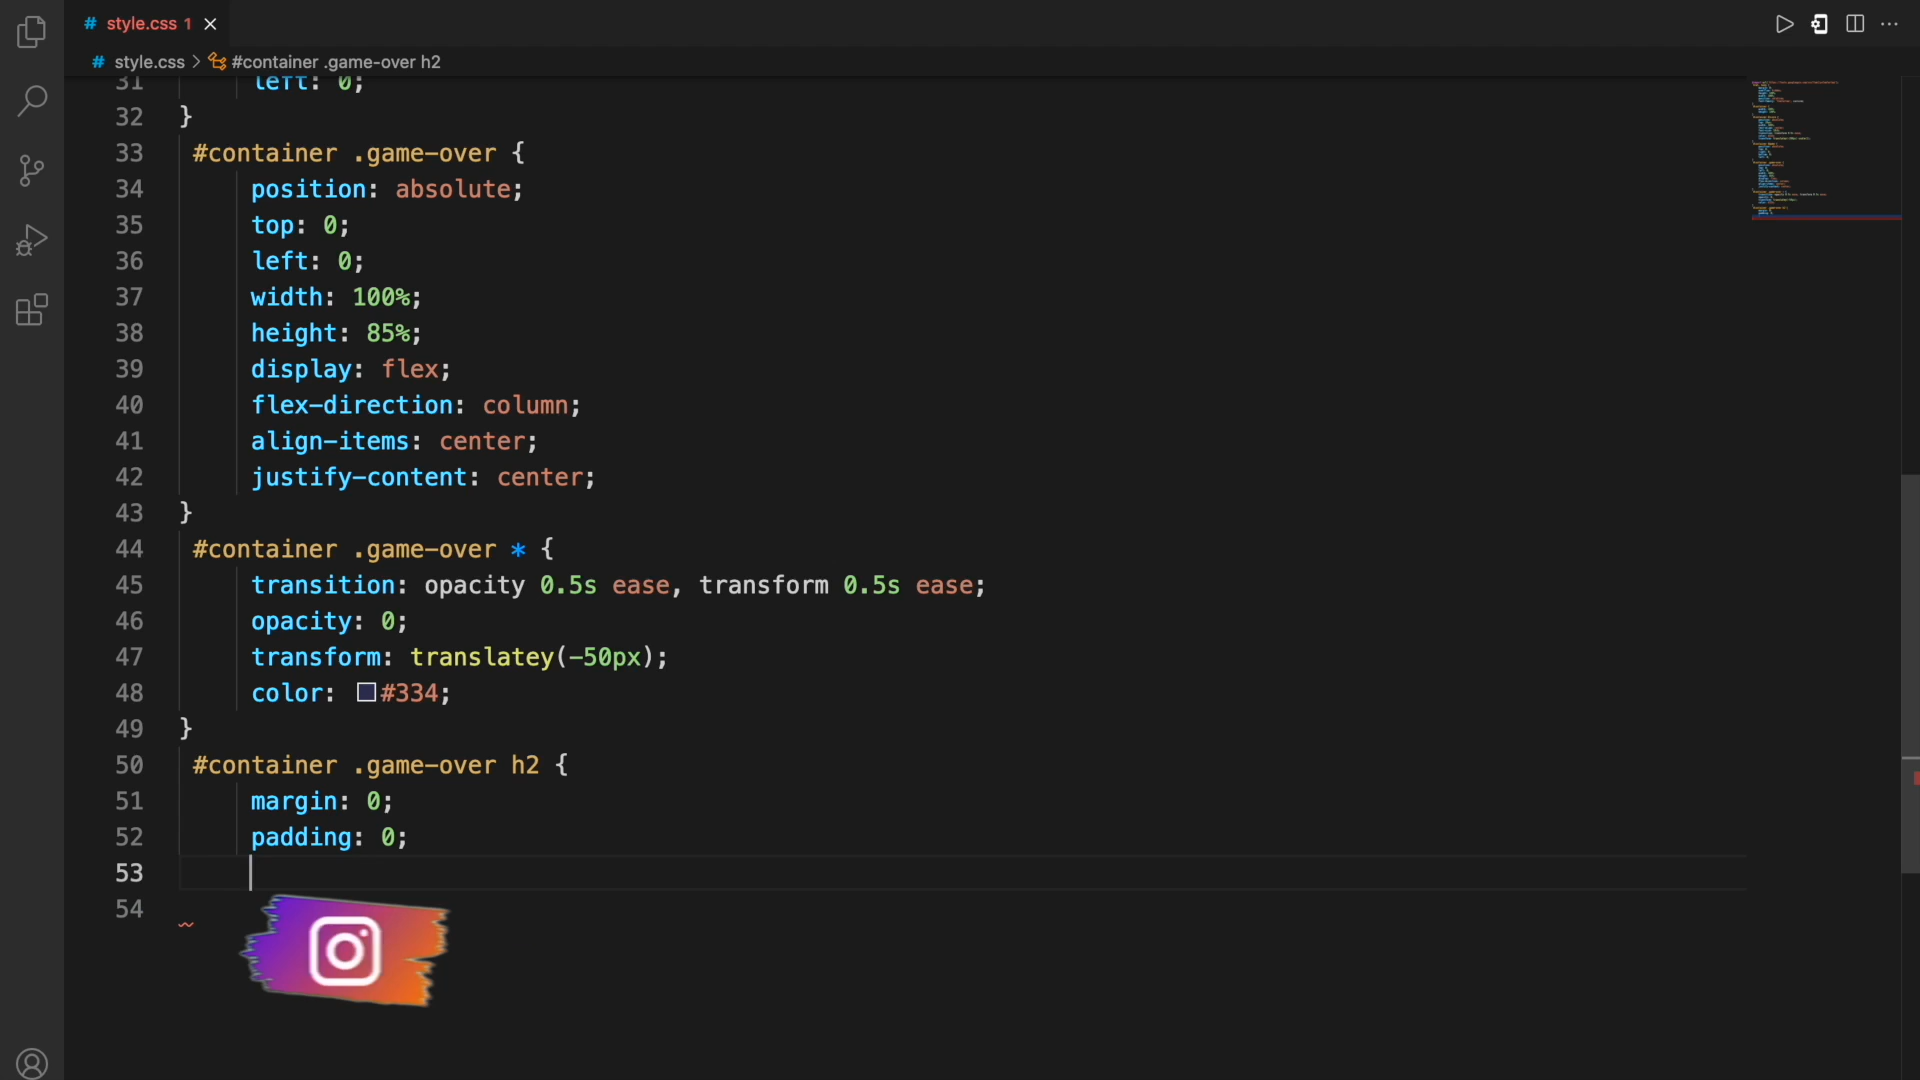 # style.css 1
# style.css > #container .game-over h2
31 left: 0;
32 }
33 #container .game-over {
34 position: absolute;
35 top: 0;
36 left: 0;
37 width: 100%;
38 height: 85%;
39 display: flex;
40 flex-direction: column;
41 align-items: center;
42 justify-content: center;
43 }
44 #container .game-over * {
45 transition: opacity 0.5s ease, transform 0.5s ease;
46 opacity: 0;
47 transform: translatey(-50px);
48 color: #334;
49 }
50 #container .game-over h2 {
51 margin: 0;
52 padding: 0;
53
54